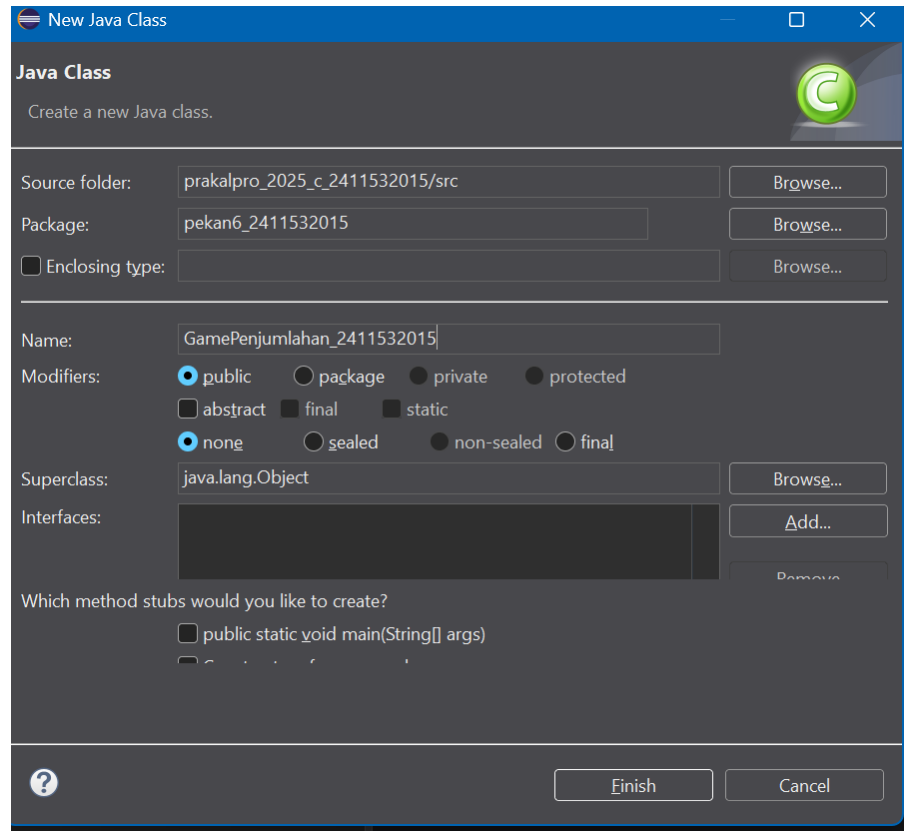 New Java Class
Java Class
Create a new Java class.
Source folder: prakalpro_2025_c_2411532015/src Browse...
Package: pekan6_2411532015 Browse...
Enclosing type: Browse...
Name: GamePenjumlahan_2411532015
Modifiers: public package private protected
abstract final static
none sealed non-sealed final
Superclass: java.lang.Object Browse...
Interfaces: Add...
Remove
Which method stubs would you like to create?
public static void main(String[] args)
? Finish Cancel